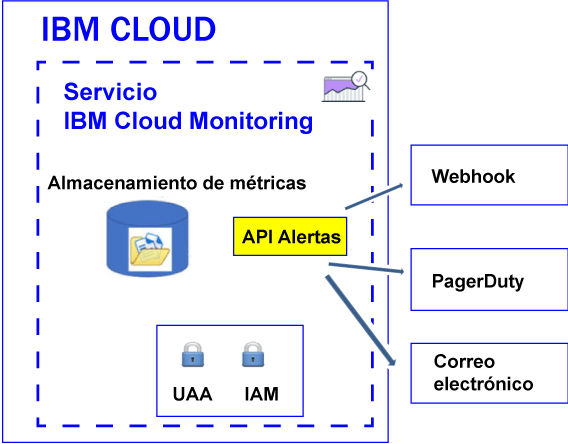 IBM CLOUD
Servicio
IBM Cloud Monitoring
Almacenamiento de métricas
API Alertas
Webhook
PagerDuty
Correo
electrónico
UAA
IAM